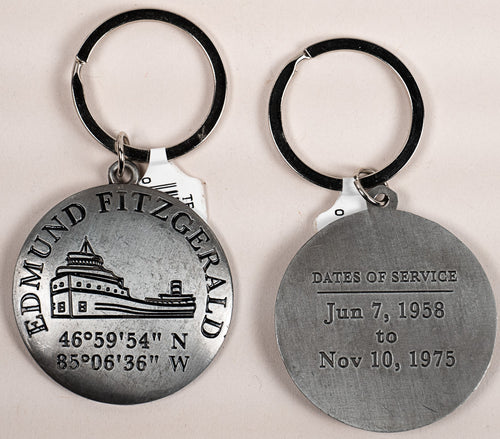 EDMUND FITZGERALD
46°59'54" N
85°06'36" W
DATES OF SERVICE
Jun 7, 1958
to
Nov 10, 1975